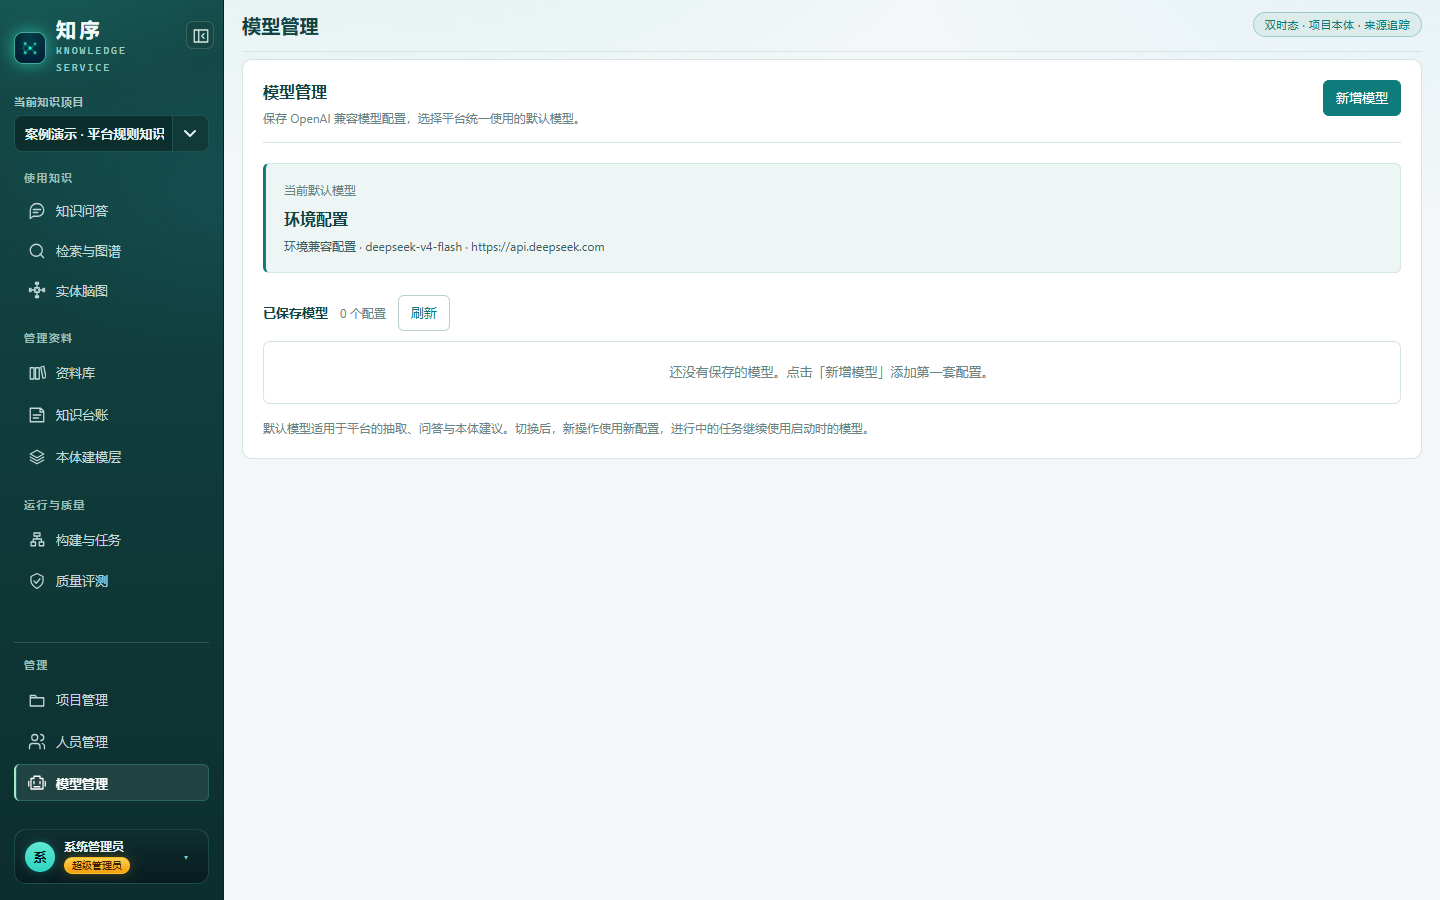 知序
KNOWLEDGE
SERVICE
当前知识项目
案例演示 · 平台规则知识
使用知识
知识问答
检索与图谱
实体脑图
管理资料
资料库
知识台账
本体建模层
运行与质量
构建与任务
质量评测
管理
项目管理
人员管理
模型管理
系
系统管理员
超级管理员
模型管理
双时态 · 项目本体 · 来源追踪
模型管理
保存 OpenAI 兼容模型配置，选择平台统一使用的默认模型。
新增模型
当前默认模型
环境配置
环境兼容配置 · deepseek-v4-flash · https://api.deepseek.com
已保存模型 0 个配置 刷新
还没有保存的模型。点击「新增模型」添加第一套配置。
默认模型适用于平台的抽取、问答与本体建议。切换后，新操作使用新配置，进行中的任务继续使用启动时的模型。